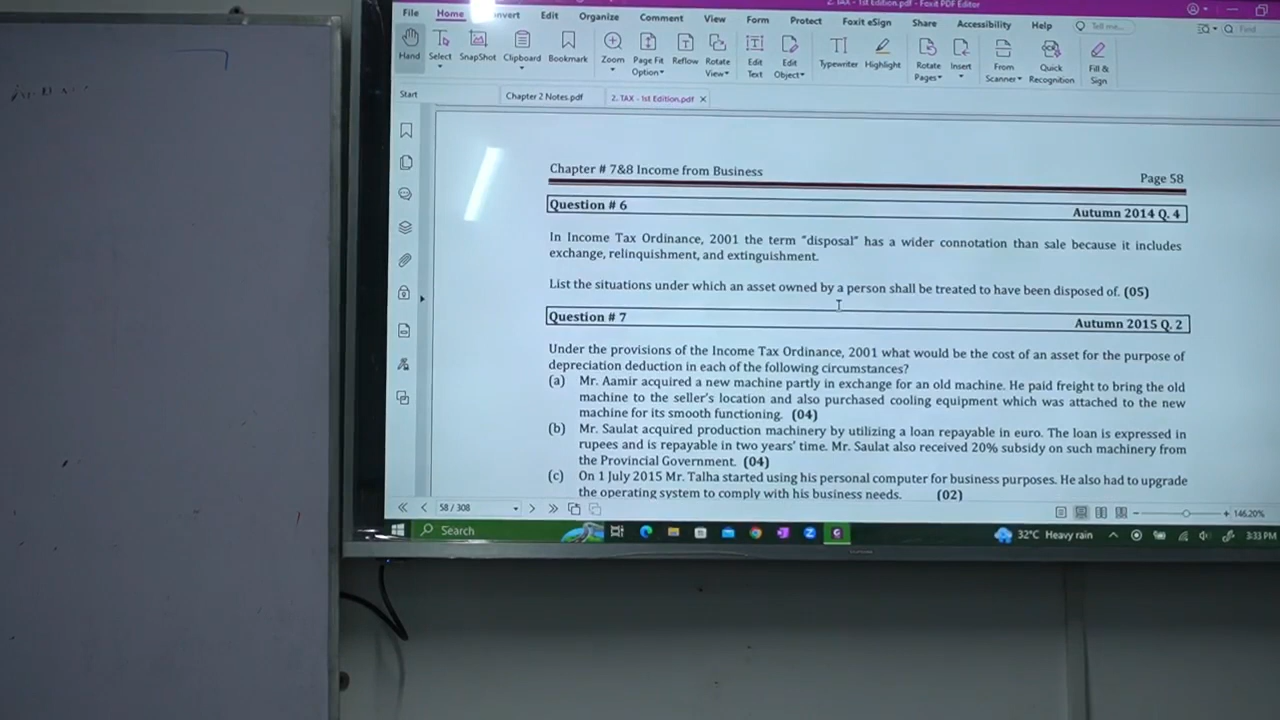 2. TAX - 1st Edition.pdf - Foxit PDF Editor
File Home Convert Edit Organize Comment View Form Protect Foxit eSign Share Accessibility Help Tell me... Find
Hand Select SnapShot Clipboard Bookmark Zoom Page Fit Option Reflow Rotate View Edit Text Edit Object Typewriter Highlight Rotate Pages Insert From Scanner Quick Recognition Fill & Sign
Start Chapter 2 Notes.pdf 2. TAX - 1st Edition.pdf
Chapter # 7&8 Income from Business Page 58
Question # 6 Autumn 2014 Q. 4
In Income Tax Ordinance, 2001 the term "disposal" has a wider connotation than sale because it includes
exchange, relinquishment, and extinguishment.
List the situations under which an asset owned by a person shall be treated to have been disposed of. (05)
Question # 7 Autumn 2015 Q. 2
Under the provisions of the Income Tax Ordinance, 2001 what would be the cost of an asset for the purpose of
depreciation deduction in each of the following circumstances?
(a) Mr. Aamir acquired a new machine partly in exchange for an old machine. He paid freight to bring the old
machine to the seller's location and also purchased cooling equipment which was attached to the new
machine for its smooth functioning. (04)
(b) Mr. Saulat acquired production machinery by utilizing a loan repayable in euro. The loan is expressed in
rupees and is repayable in two years' time. Mr. Saulat also received 20% subsidy on such machinery from
the Provincial Government. (04)
(c) On 1 July 2015 Mr. Talha started using his personal computer for business purposes. He also had to upgrade
the operating system to comply with his business needs. (02)
58 / 308 146.20%
Search 32°C Heavy rain 3:33 PM